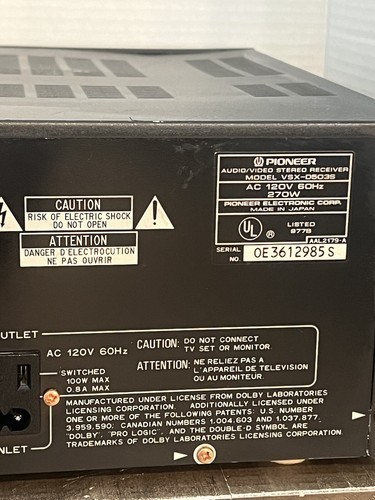 PIONEER
AUDIO/VIDEO STEREO RECEIVER
MODEL VSX-D503S
AC 120V 60Hz
270W
PIONEER ELECTRONIC CORP.
MADE IN JAPAN
UL ® LISTED
877B
AAL2179-A
SERIAL
NO. OE3612985S
CAUTION
RISK OF ELECTRIC SHOCK
DO NOT OPEN
ATTENTION
DANGER D'ELECTROCUTION
NE PAS OUVRIR
OUTLET
AC 120V 60Hz
SWITCHED
100W MAX
0.8A MAX
CAUTION: DO NOT CONNECT
TV SET OR MONITOR.
ATTENTION: NE RELIEZ PAS A
L'APPAREIL DE TELEVISION
OU AU MONITEUR.
MANUFACTURED UNDER LICENSE FROM DOLBY LABORATORIES
LICENSING CORPORATION. ADDITIONALLY LICENSED UNDER
ONE OR MORE OF THE FOLLOWING PATENTS: U.S. NUMBER
3.959.590. CANADIAN NUMBERS 1.004.603 AND 1.037.877.
"DOLBY", "PRO LOGIC", AND THE DOUBLE-D SYMBOL ARE
TRADEMARKS OF DOLBY LABORATORIES LICENSING CORPORATION
INLET